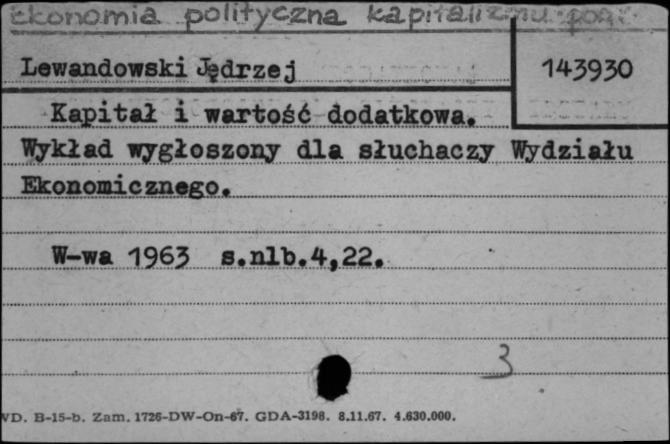 Ekonomia polityczna kapitalizmu
Lewandowski Jędrzej
143930
Kapitał i wartość dodatkowa.
Wykład wygłoszony dla słuchaczy Wydziału
Ekonomicznego.
W-wa 1963 s.nlb.4,22.
3
WD. B-15-b. Zam. 1726-DW-On-67. GDA-3198. 8.11.67. 4.630.000.